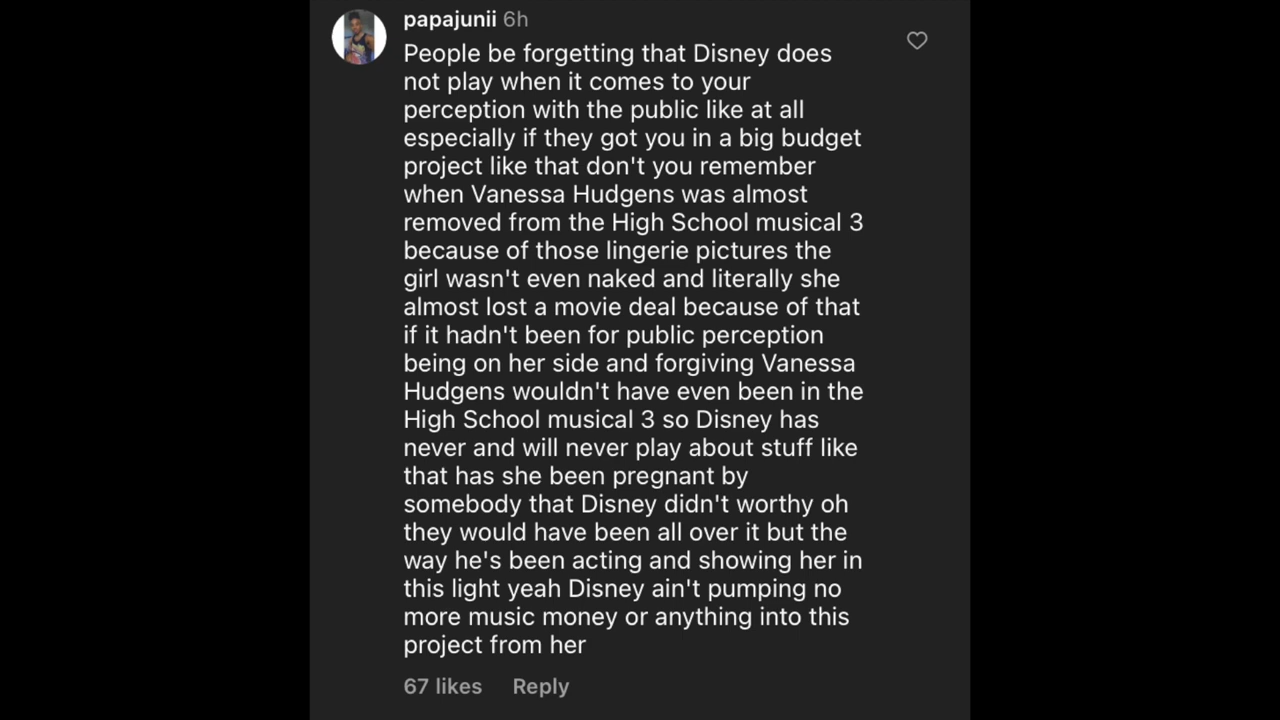 papajunii 6h
People be forgetting that Disney does
not play when it comes to your
perception with the public like at all
especially if they got you in a big budget
project like that don't you remember
when Vanessa Hudgens was almost
removed from the High School musical 3
because of those lingerie pictures the
girl wasn't even naked and literally she
almost lost a movie deal because of that
if it hadn't been for public perception
being on her side and forgiving Vanessa
Hudgens wouldn't have even been in the
High School musical 3 so Disney has
never and will never play about stuff like
that has she been pregnant by
somebody that Disney didn't worthy oh
they would have been all over it but the
way he's been acting and showing her in
this light yeah Disney ain't pumping no
more music money or anything into this
project from her
67 likes Reply